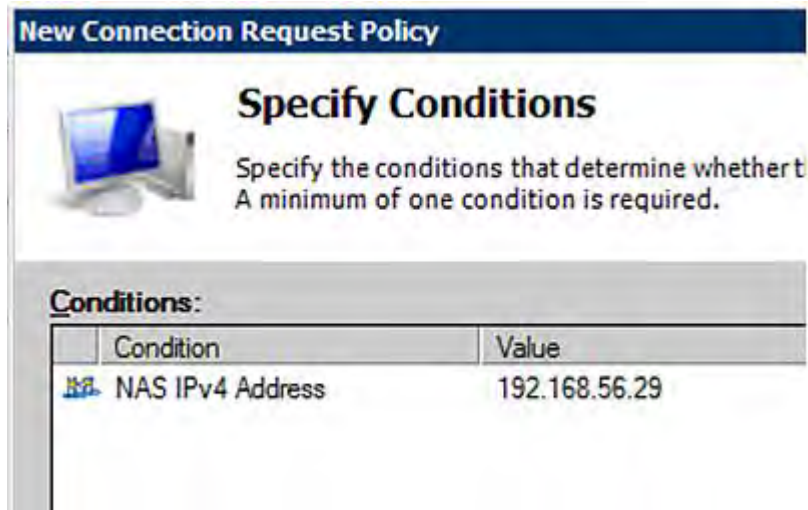 New Connection Request Policy
Specify Conditions
Specify the conditions that determine whether t
A minimum of one condition is required.
Conditions:
Condition Value
NAS IPv4 Address 192.168.56.29